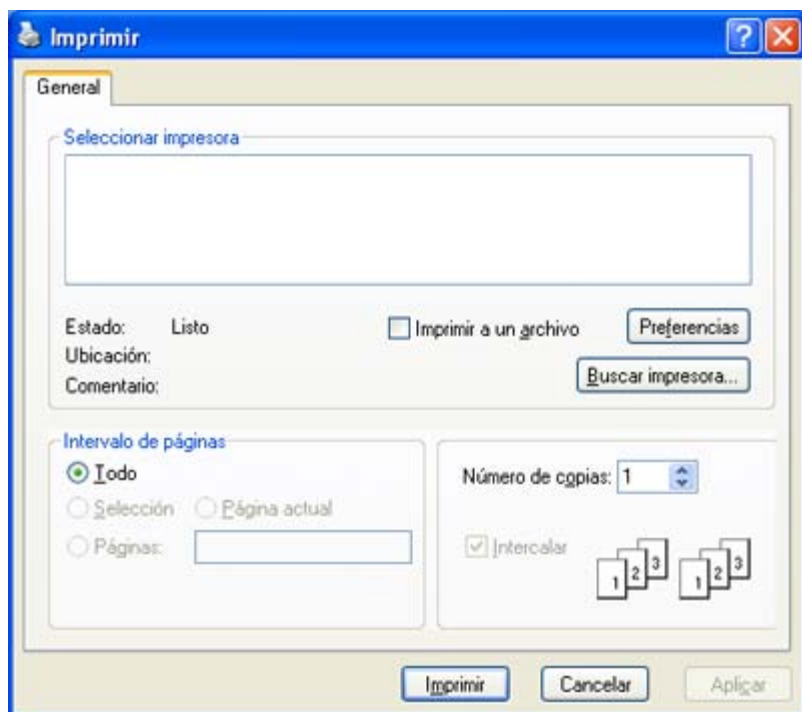 Imprimir
General
Seleccionar impresora
Estado: Listo
Imprimir a un archivo
Preferencias
Ubicación:
Buscar impresora...
Comentario:
Intervalo de páginas
Todo
Selección
Página actual
Páginas:
Número de copias: 1
Intercalar
1 2 3 1 2 3
Imprimir
Cancelar
Aplicar